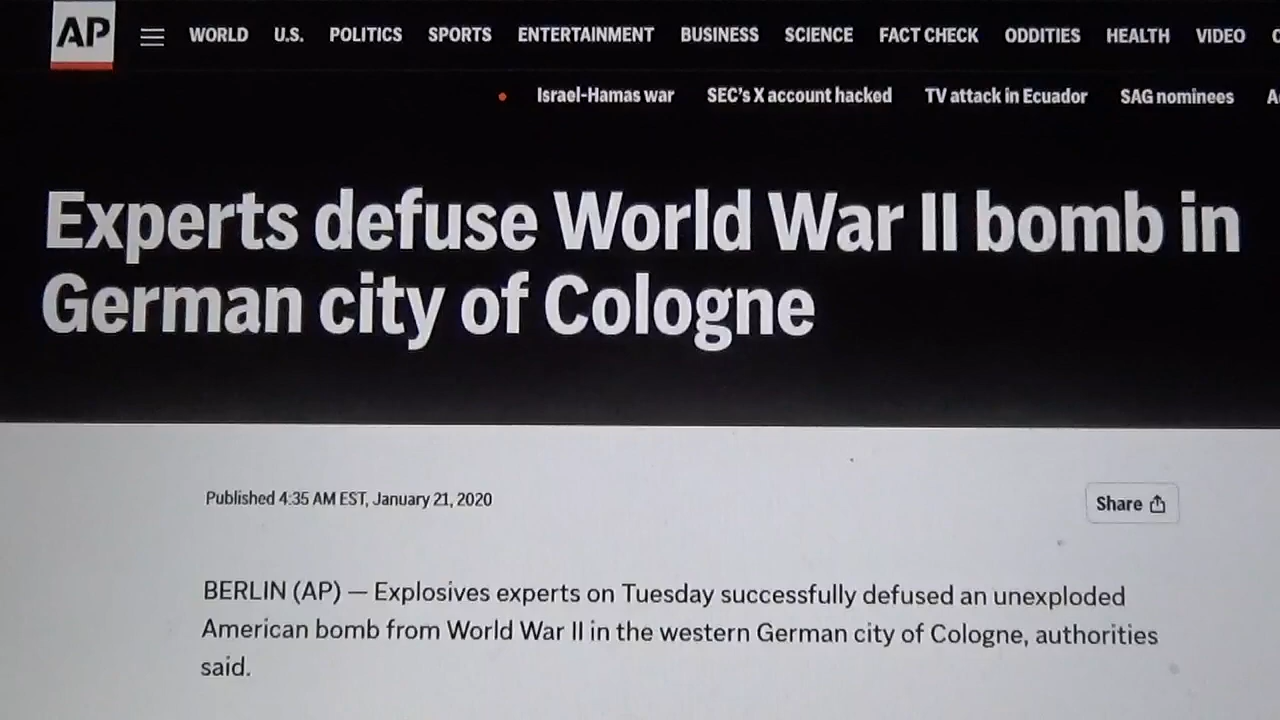 AP WORLD U.S. POLITICS SPORTS ENTERTAINMENT BUSINESS SCIENCE FACT CHECK ODDITIES HEALTH VIDEO
Israel-Hamas war SEC's X account hacked TV attack in Ecuador SAG nominees
Experts defuse World War II bomb in
German city of Cologne
Published 4:35 AM EST, January 21, 2020
Share
BERLIN (AP) — Explosives experts on Tuesday successfully defused an unexploded
American bomb from World War II in the western German city of Cologne, authorities
said.